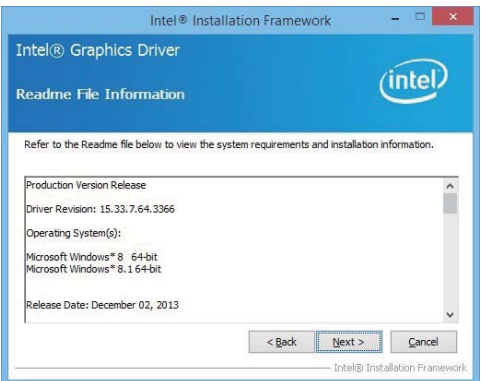 Intel® Installation Framework
Intel® Graphics Driver
Readme File Information
intel
Refer to the Readme file below to view the system requirements and installation information.
Production Version Release
Driver Revision: 15.33.7.64.3366
Operating System(s):
Microsoft Windows* 8 64-bit
Microsoft Windows* 8.1 64-bit
Release Date: December 02, 2013
< Back Next > Cancel
Intel® Installation Framework